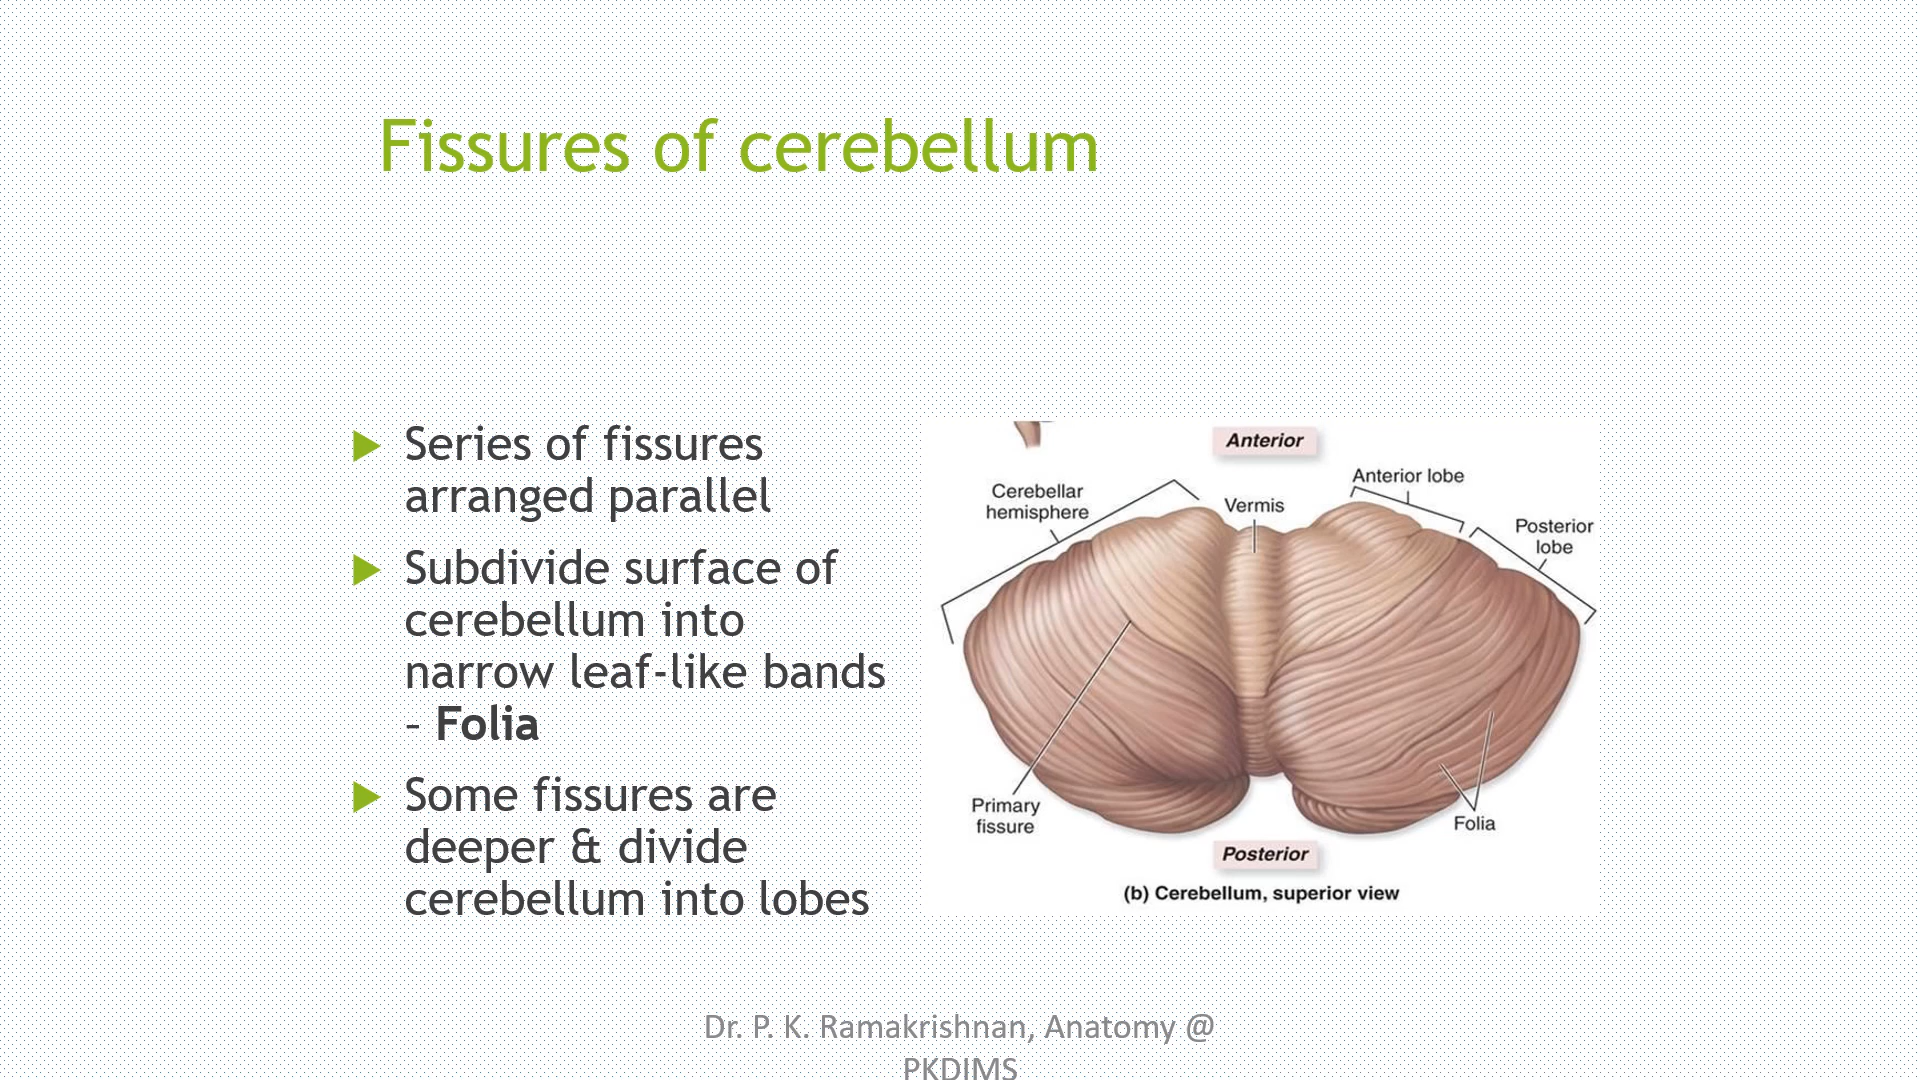 Fissures of cerebellum
Series of fissures
arranged parallel
Subdivide surface of
cerebellum into
narrow leaf-like bands
– Folia
Some fissures are
deeper & divide
cerebellum into lobes
Anterior
Cerebellar
hemisphere
Vermis
Anterior lobe
Posterior
lobe
Primary
fissure
Folia
Posterior
(b) Cerebellum, superior view
Dr. P. K. Ramakrishnan, Anatomy @
PKDIMS